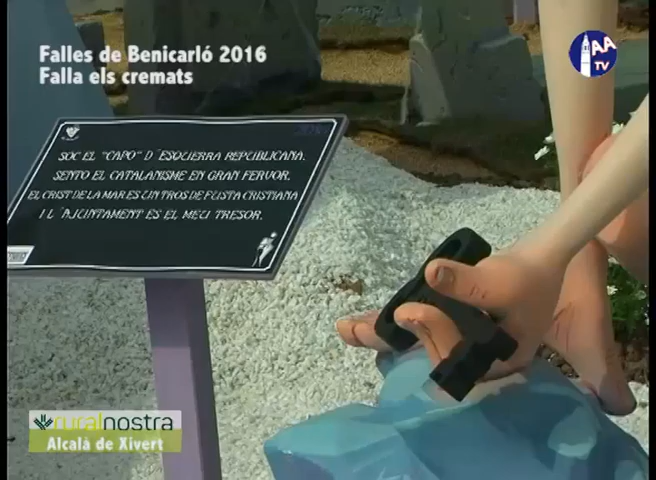 Falles de Benicarló 2016
Falla els cremats
AA
TV
SOC EL "CAPO" D´ESQUERRA REPUBLICANA.
SENTO EL CATALANISME EN GRAN FERVOR.
EL CRIST DE LA MAR ES UN TROS DE FUSTA CRISTIANA
I L´AJUNTAMENT ES EL MEU TRESOR.
ruralnostra
Alcalà de Xivert